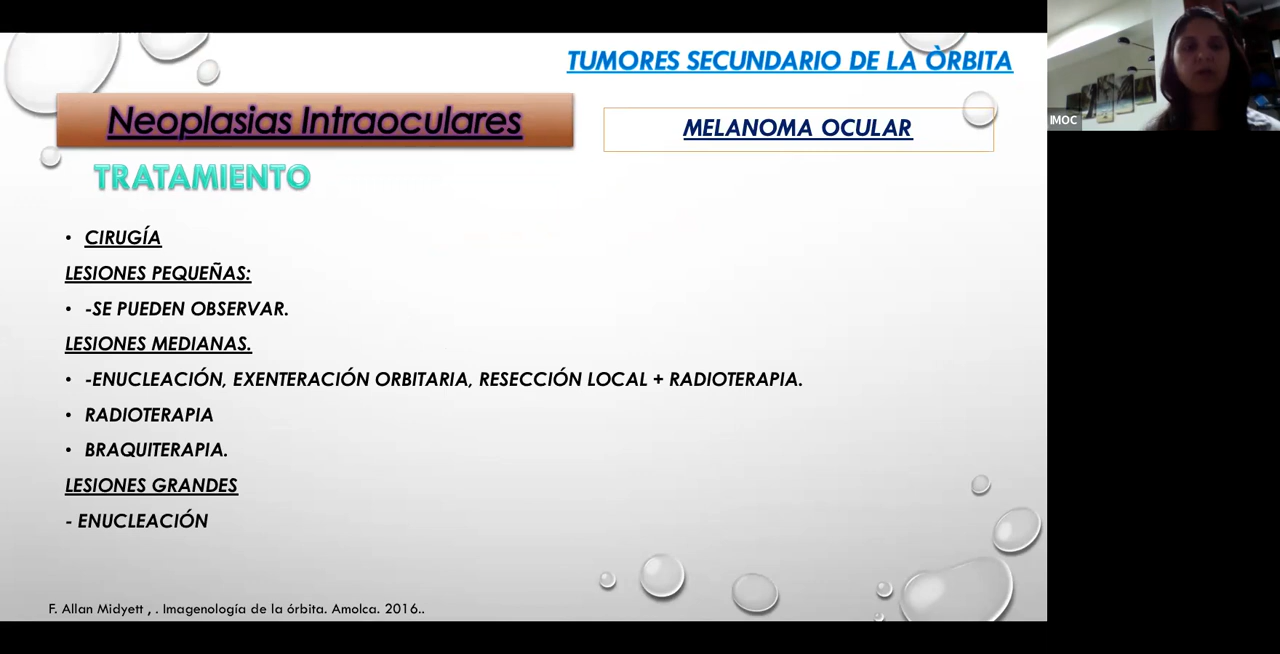 TUMORES SECUNDARIO DE LA ÒRBITA
Neoplasias Intraoculares
MELANOMA OCULAR
IMOC
TRATAMIENTO
• CIRUGÍA
LESIONES PEQUEÑAS:
• -SE PUEDEN OBSERVAR.
LESIONES MEDIANAS.
• -ENUCLEACIÓN, EXENTERACIÓN ORBITARIA, RESECCIÓN LOCAL + RADIOTERAPIA.
• RADIOTERAPIA
• BRAQUITERAPIA.
LESIONES GRANDES
- ENUCLEACIÓN
F. Allan Midyett , . Imagenología de la órbita. Amolca. 2016..